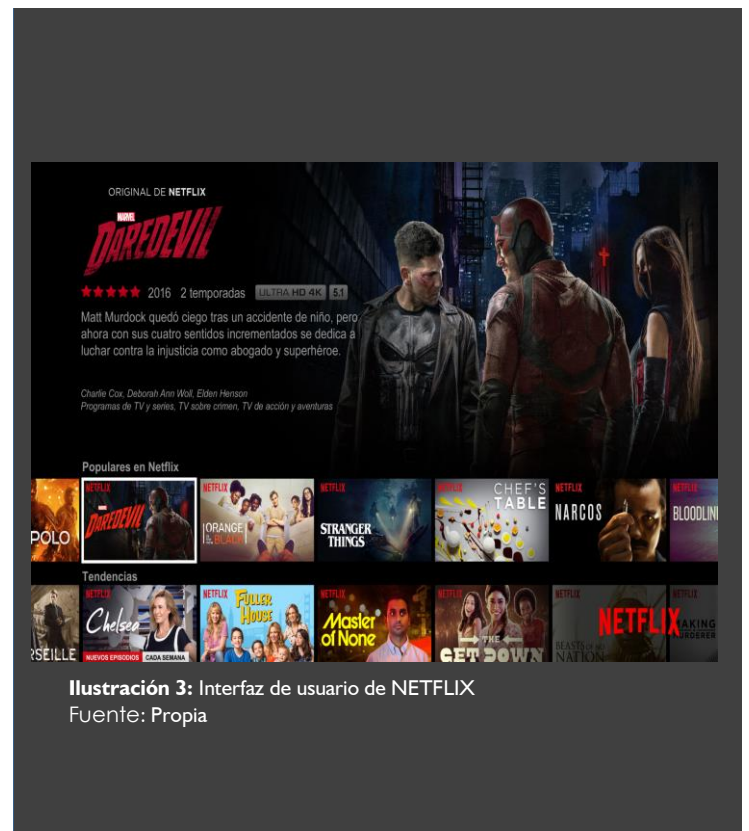 ORIGINAL DE NETFLIX
MARVEL
DAREDEVIL
2016 2 temporadas ULTRA HD 4K 5.1
Matt Murdock quedó ciego tras un accidente de niño, pero
ahora con sus cuatro sentidos incrementados se dedica a
luchar contra la injusticia como abogado y superhéroe.
Charlie Cox, Deborah Ann Woll, Elden Henson
Programas de TV y series, TV sobre crimen, TV de acción y aventuras
Populares en Netflix
POLO
NETFLIX
DAREDEVIL
NETFLIX
ORANGE
IS
BLACK
NETFLIX
STRANGER
THINGS
NETFLIX
CHEF'S
TABLE
NETFLIX
NARCOS
NETFLIX
BLOODLIN
Tendencias
RSEILLE
NETFLIX
Chelsea
NUEVOS EPISODIOS CADA SEMANA
NETFLIX
FULLER
HOUSE
NETFLIX
Master
of None
NETFLIX
THE
GET DOWN
NETFLIX
BEASTS OF NO
NATION
NETFLIX
NETFLIX
AKING
URDERER
Ilustración 3: Interfaz de usuario de NETFLIX
Fuente: Propia